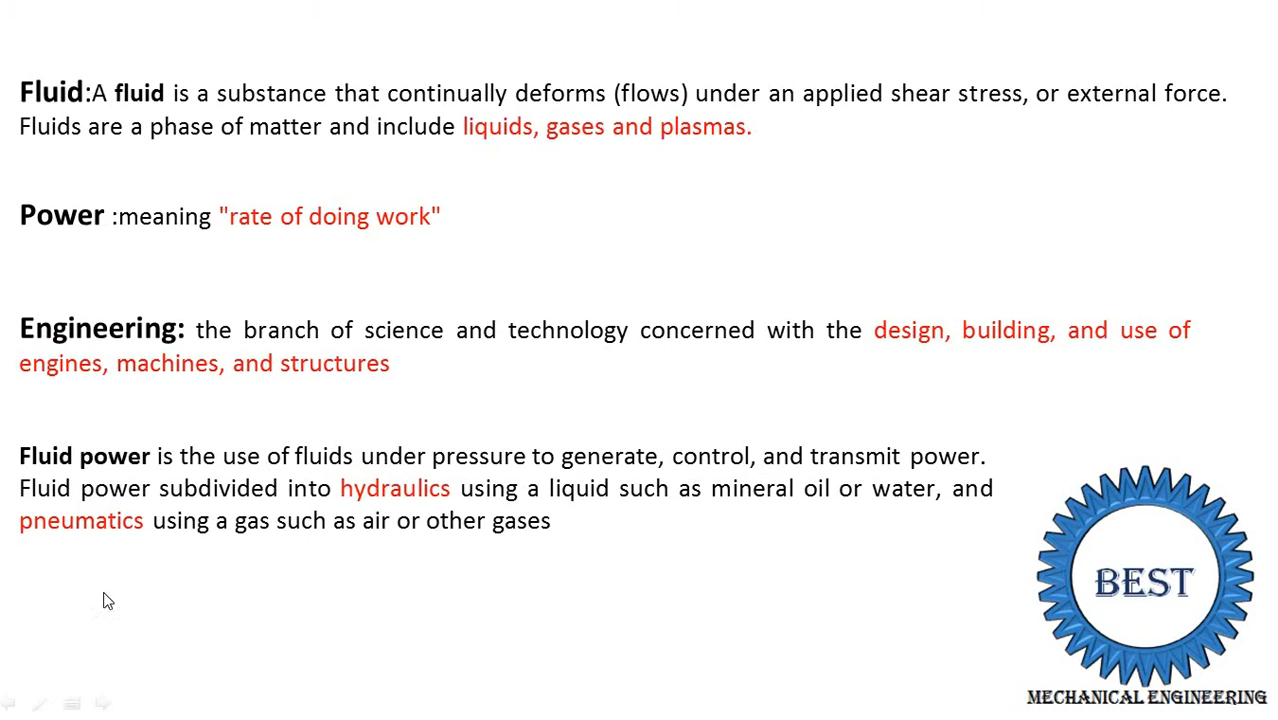 Fluid:A fluid is a substance that continually deforms (flows) under an applied shear stress, or external force.
Fluids are a phase of matter and include liquids, gases and plasmas.
Power :meaning "rate of doing work"
Engineering: the branch of science and technology concerned with the design, building, and use of
engines, machines, and structures
Fluid power is the use of fluids under pressure to generate, control, and transmit power.
Fluid power subdivided into hydraulics using a liquid such as mineral oil or water, and
pneumatics using a gas such as air or other gases
BEST
MECHANICAL ENGINEERING